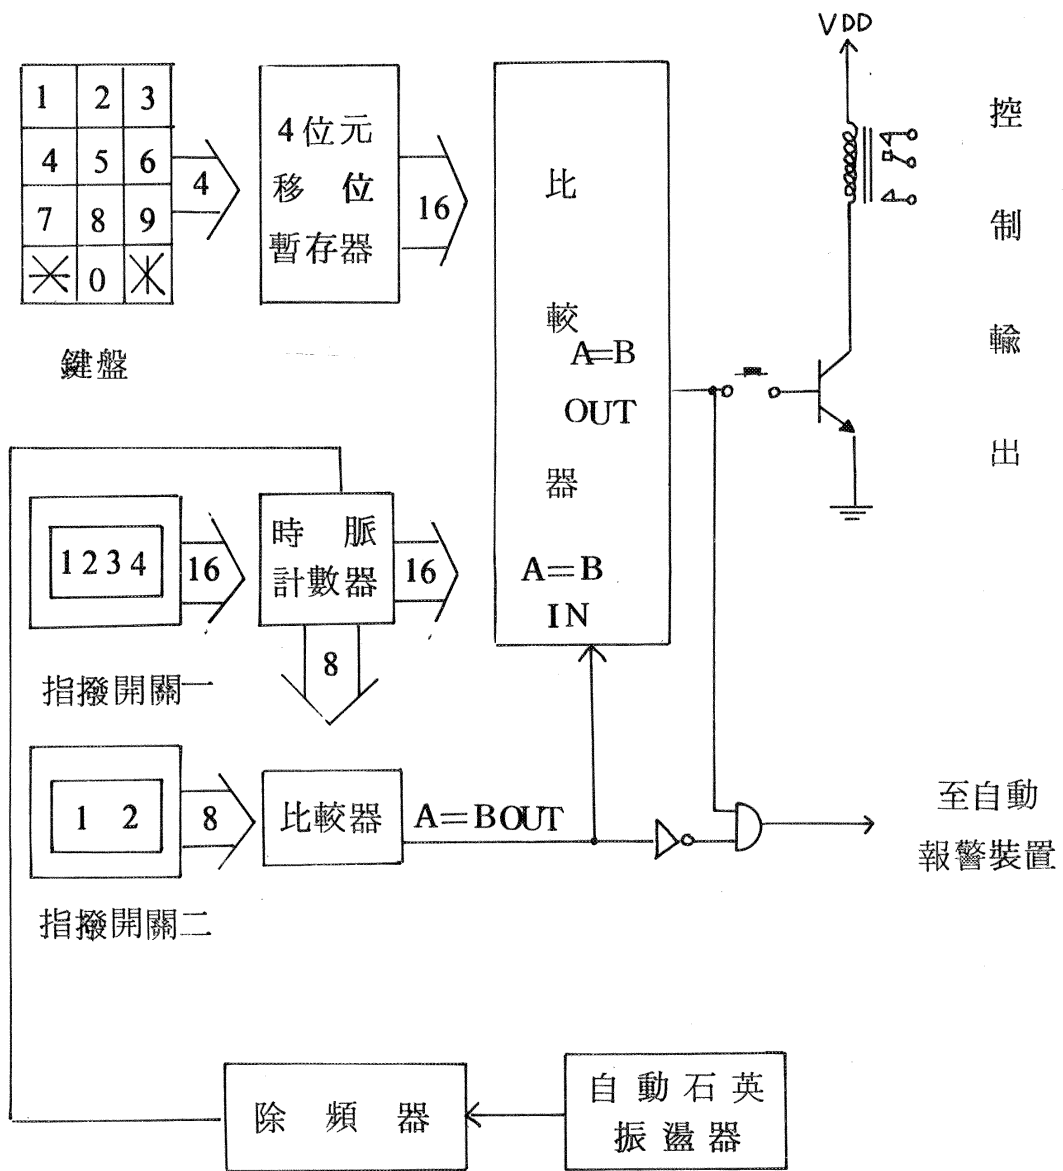 VDD
1 2 3
4 5 6
7 8 9
0
鍵盤
4
4位元
移位
暫存器
16
比較器
A=B
OUT
A=B
IN
控制輸出
1234
指撥開關一
16
時脈
計數器
16
8
1 2
指撥開關二
8
比較器
A=BOUT
至自動
報警裝置
除頻器
自動石英
振盪器